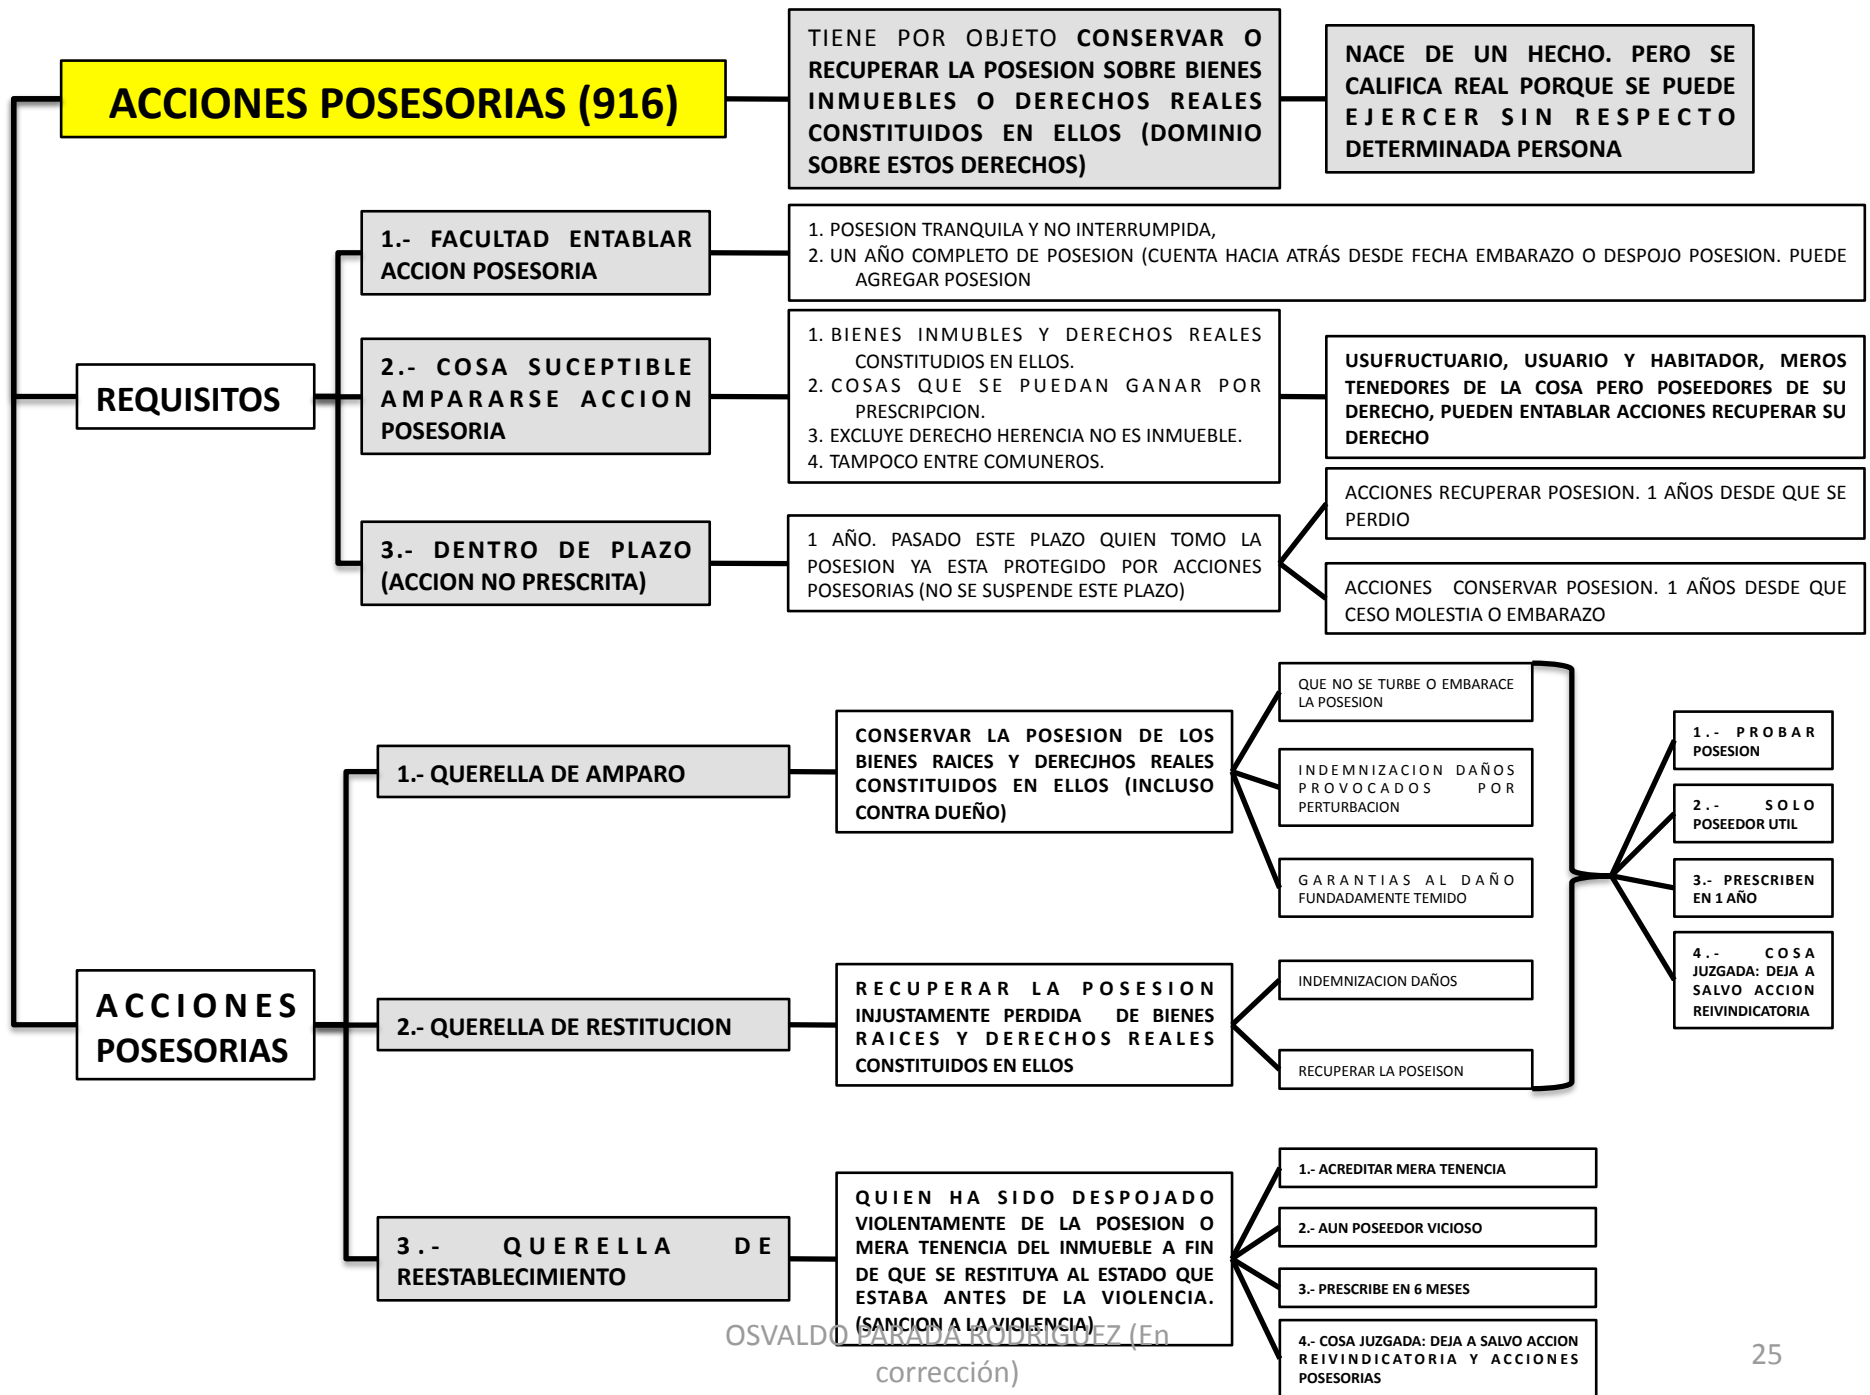 ACCIONES POSESORIAS (916)
TIENE POR OBJETO CONSERVAR O
RECUPERAR LA POSESION SOBRE BIENES
INMUEBLES O DERECHOS REALES
CONSTITUIDOS EN ELLOS (DOMINIO
SOBRE ESTOS DERECHOS)
NACE DE UN HECHO. PERO SE
CALIFICA REAL PORQUE SE PUEDE
EJERCER SIN RESPECTO
DETERMINADA PERSONA
REQUISITOS
1.- FACULTAD ENTABLAR
ACCION POSESORIA
1. POSESION TRANQUILA Y NO INTERRUMPIDA,
2. UN AÑO COMPLETO DE POSESION (CUENTA HACIA ATRÁS DESDE FECHA EMBARAZO O DESPOJO POSESION. PUEDE
AGREGAR POSESION
2.- COSA SUCEPTIBLE
AMPARARSE ACCION
POSESORIA
1. BIENES INMUBLES Y DERECHOS REALES
CONSTITUDIOS EN ELLOS.
2. COSAS QUE SE PUEDAN GANAR POR
PRESCRIPCION.
3. EXCLUYE DERECHO HERENCIA NO ES INMUEBLE.
4. TAMPOCO ENTRE COMUNEROS.
USUFRUCTUARIO, USUARIO Y HABITADOR, MEROS
TENEDORES DE LA COSA PERO POSEEDORES DE SU
DERECHO, PUEDEN ENTABLAR ACCIONES RECUPERAR SU
DERECHO
3.- DENTRO DE PLAZO
(ACCION NO PRESCRITA)
1 AÑO. PASADO ESTE PLAZO QUIEN TOMO LA
POSESION YA ESTA PROTEGIDO POR ACCIONES
POSESORIAS (NO SE SUSPENDE ESTE PLAZO)
ACCIONES RECUPERAR POSESION. 1 AÑOS DESDE QUE SE
PERDIO
ACCIONES CONSERVAR POSESION. 1 AÑOS DESDE QUE
CESO MOLESTIA O EMBARAZO
ACCIONES
POSESORIAS
1.- QUERELLA DE AMPARO
CONSERVAR LA POSESION DE LOS
BIENES RAICES Y DERECJHOS REALES
CONSTITUIDOS EN ELLOS (INCLUSO
CONTRA DUEÑO)
QUE NO SE TURBE O EMBARACE
LA POSESION
INDEMNIZACION DAÑOS
PROVOCADOS POR
PERTURBACION
GARANTIAS AL DAÑO
FUNDADAMENTE TEMIDO
2.- QUERELLA DE RESTITUCION
RECUPERAR LA POSESION
INJUSTAMENTE PERDIDA DE BIENES
RAICES Y DERECHOS REALES
CONSTITUIDOS EN ELLOS
INDEMNIZACION DAÑOS
RECUPERAR LA POSEISON
1.- PROBAR
POSESION
2.- SOLO
POSEEDOR UTIL
3.- PRESCRIBEN
EN 1 AÑO
4.- COSA
JUZGADA: DEJA A
SALVO ACCION
REIVINDICATORIA
3.- QUERELLA DE
REESTABLECIMIENTO
QUIEN HA SIDO DESPOJADO
VIOLENTAMENTE DE LA POSESION O
MERA TENENCIA DEL INMUEBLE A FIN
DE QUE SE RESTITUYA AL ESTADO QUE
ESTABA ANTES DE LA VIOLENCIA.
(SANCION A LA VIOLENCIA)
1.- ACREDITAR MERA TENENCIA
2.- AUN POSEEDOR VICIOSO
3.- PRESCRIBE EN 6 MESES
4.- COSA JUZGADA: DEJA A SALVO ACCION
REIVINDICATORIA Y ACCIONES
POSESORIAS
OSVALDO PARADA RODRIGUEZ (En
corrección)
25